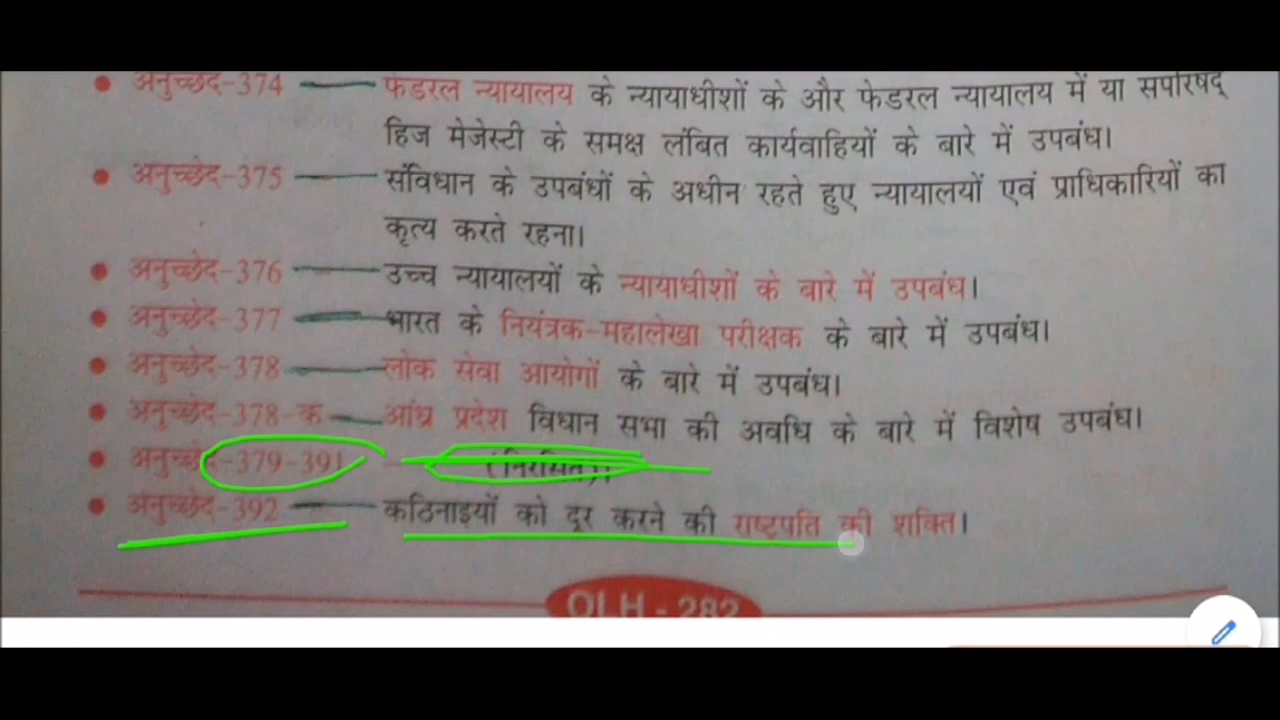 अनुच्छेद-374 फेडरल न्यायालय के न्यायाधीशों के और फेडरल न्यायालय में या सपरिषद्
हिज मेजेस्टी के समक्ष लंबित कार्यवाहियों के बारे में उपबंध।
अनुच्छेद-375 संविधान के उपबंधों के अधीन रहते हुए न्यायालयों एवं प्राधिकारियों का
कृत्य करते रहना।
अनुच्छेद-376 उच्च न्यायालयों के न्यायाधीशों के बारे में उपबंध।
अनुच्छेद-377 भारत के नियंत्रक-महालेखा परीक्षक के बारे में उपबंध।
अनुच्छेद-378 लोक सेवा आयोगों के बारे में उपबंध।
अनुच्छेद-378-क आंध्र प्रदेश विधान सभा की अवधि के बारे में विशेष उपबंध।
अनुच्छेद-379-391 (निरसित)।
अनुच्छेद-392 कठिनाइयों को दूर करने की राष्ट्रपति की शक्ति।
OLH-282